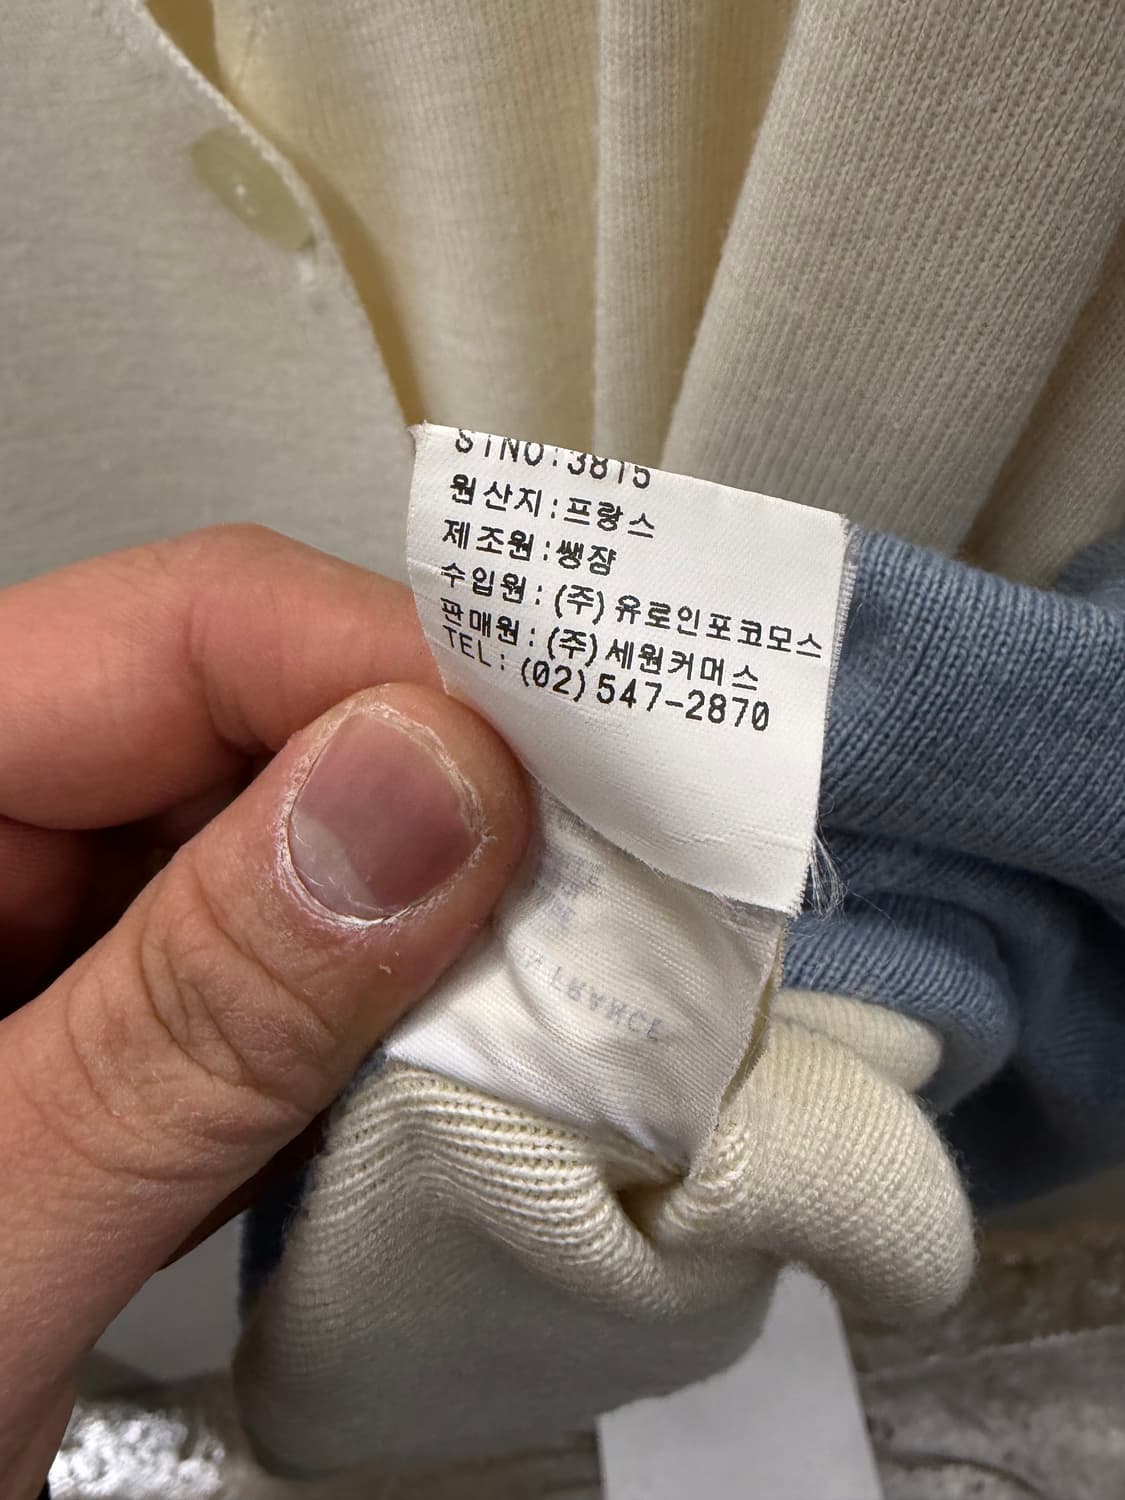 STNO:3815
원산지:프랑스
제조원:쌩쟘
수입원:(주)유로인포코모스
판매원:(주)세원커머스
TEL:(02)547-2870
FRANCE